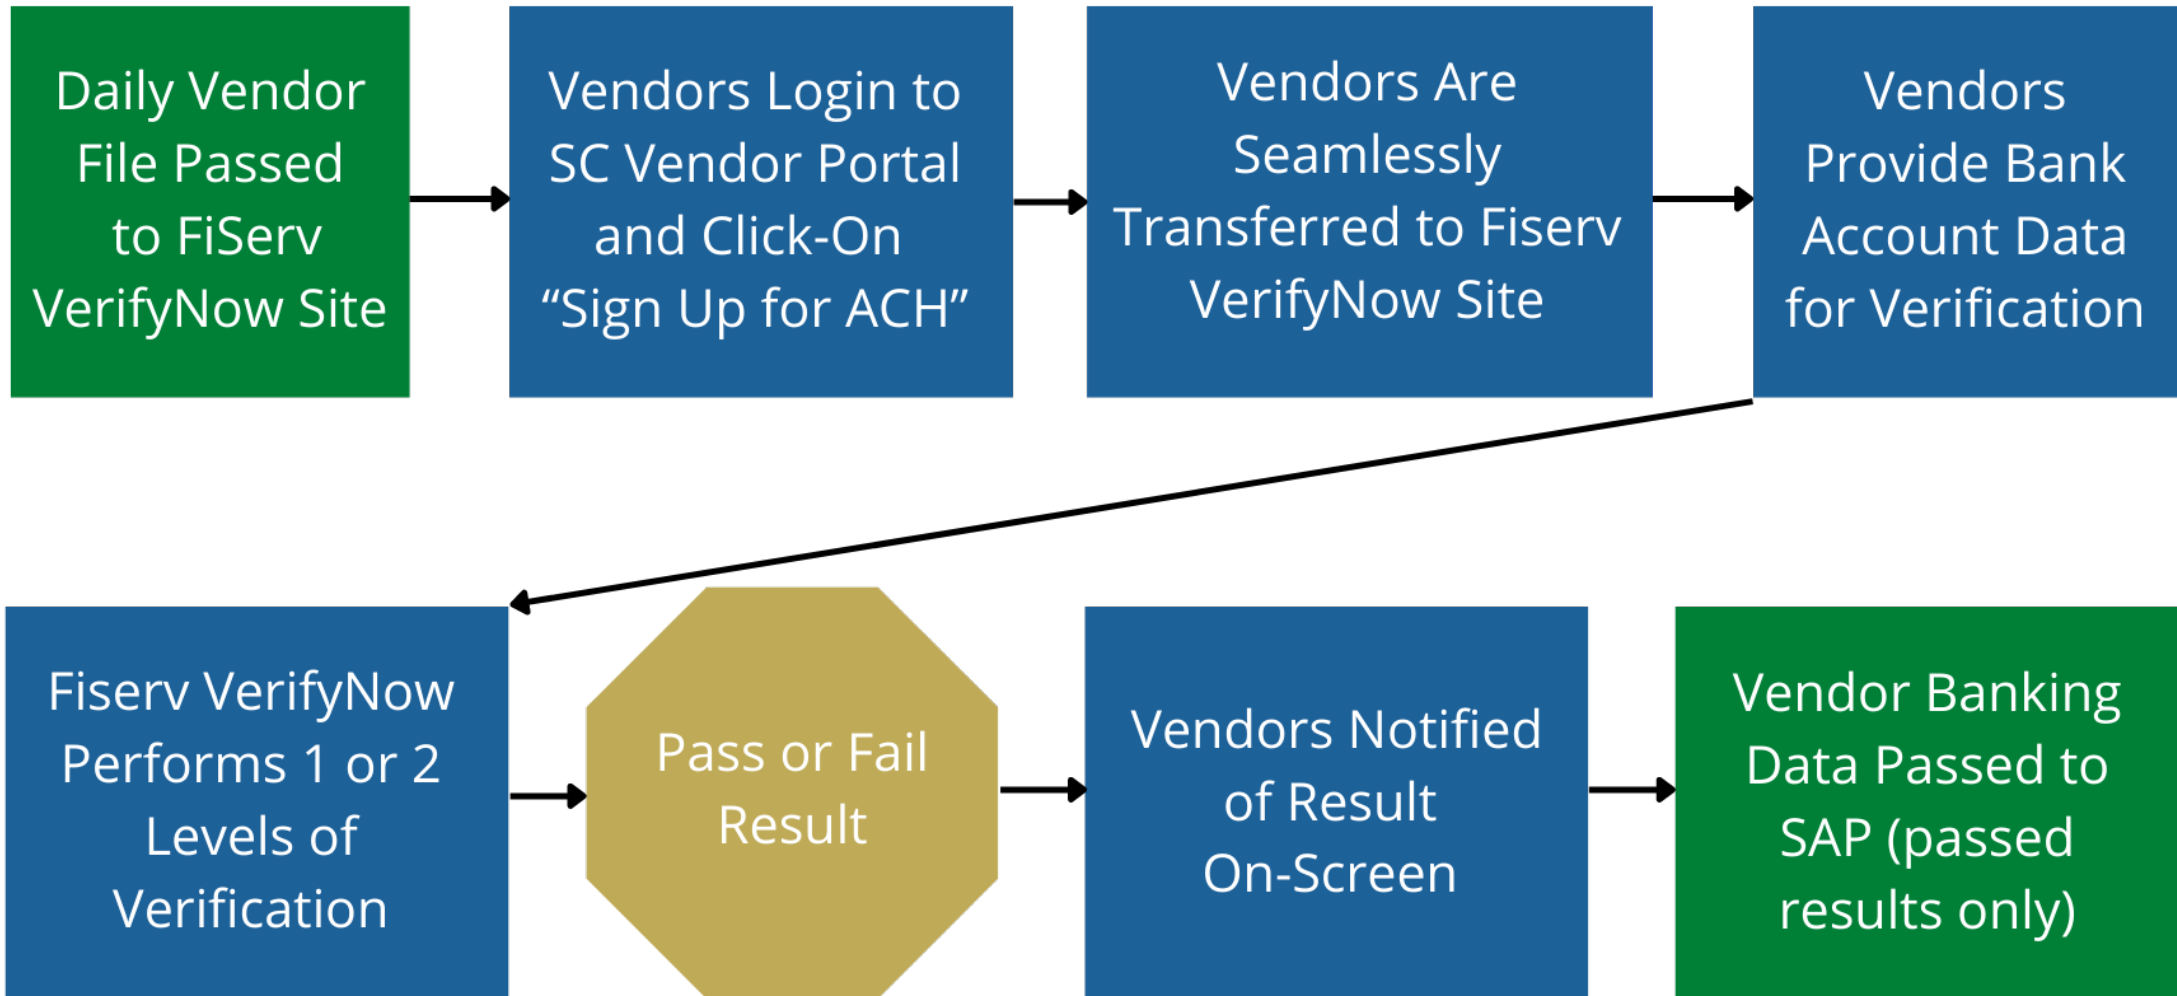 Daily Vendor
File Passed
to FiServ
VerifyNow Site
Vendors Login to
SC Vendor Portal
and Click-On
“Sign Up for ACH”
Vendors Are
Seamlessly
Transferred to Fiserv
VerifyNow Site
Vendors
Provide Bank
Account Data
for Verification
Fiserv VerifyNow
Performs 1 or 2
Levels of
Verification
Pass or Fail
Result
Vendors Notified
of Result
On-Screen
Vendor Banking
Data Passed to
SAP (passed
results only)